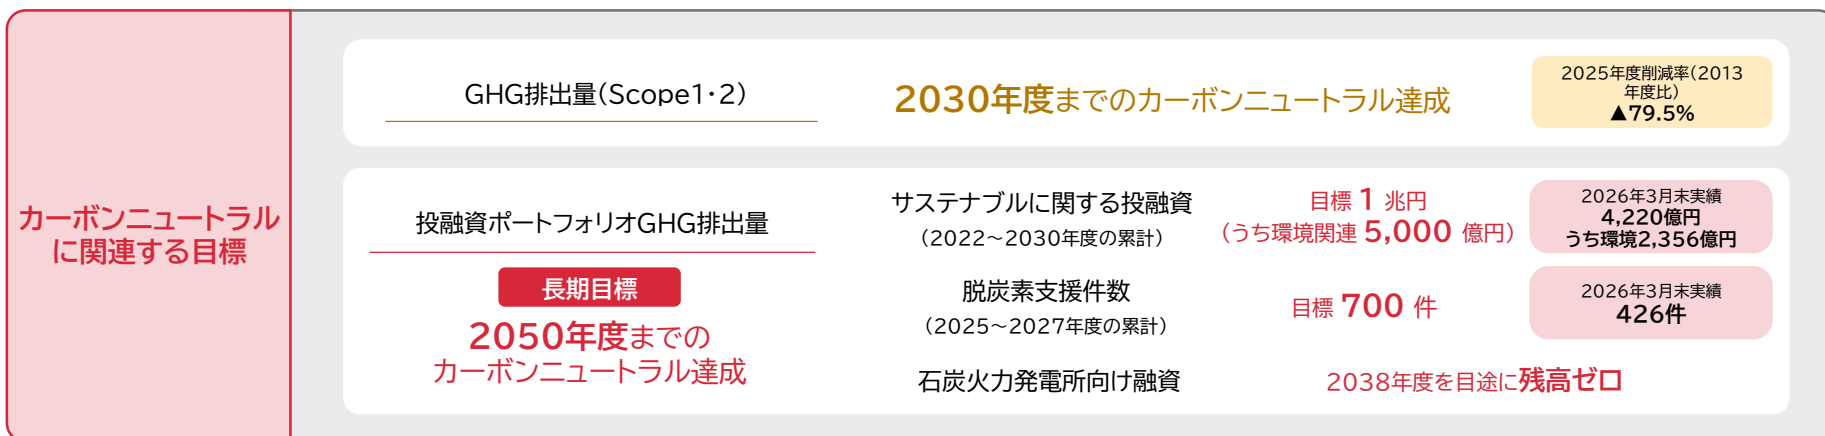 カーボンニュートラル
に関連する目標
GHG排出量(Scope1・2)
2030年度までのカーボンニュートラル達成
2025年度削減率(2013
年度比)
▲79.5%
投融資ポートフォリオGHG排出量
長期目標
2050年度までの
カーボンニュートラル達成
サステナブルに関する投融資
(2022～2030年度の累計)
目標 1 兆円
(うち環境関連 5,000 億円)
2026年3月末実績
4,220億円
うち環境2,356億円
脱炭素支援件数
(2025～2027年度の累計)
目標 700 件
2026年3月末実績
426件
石炭火力発電所向け融資
2038年度を目途に残高ゼロ